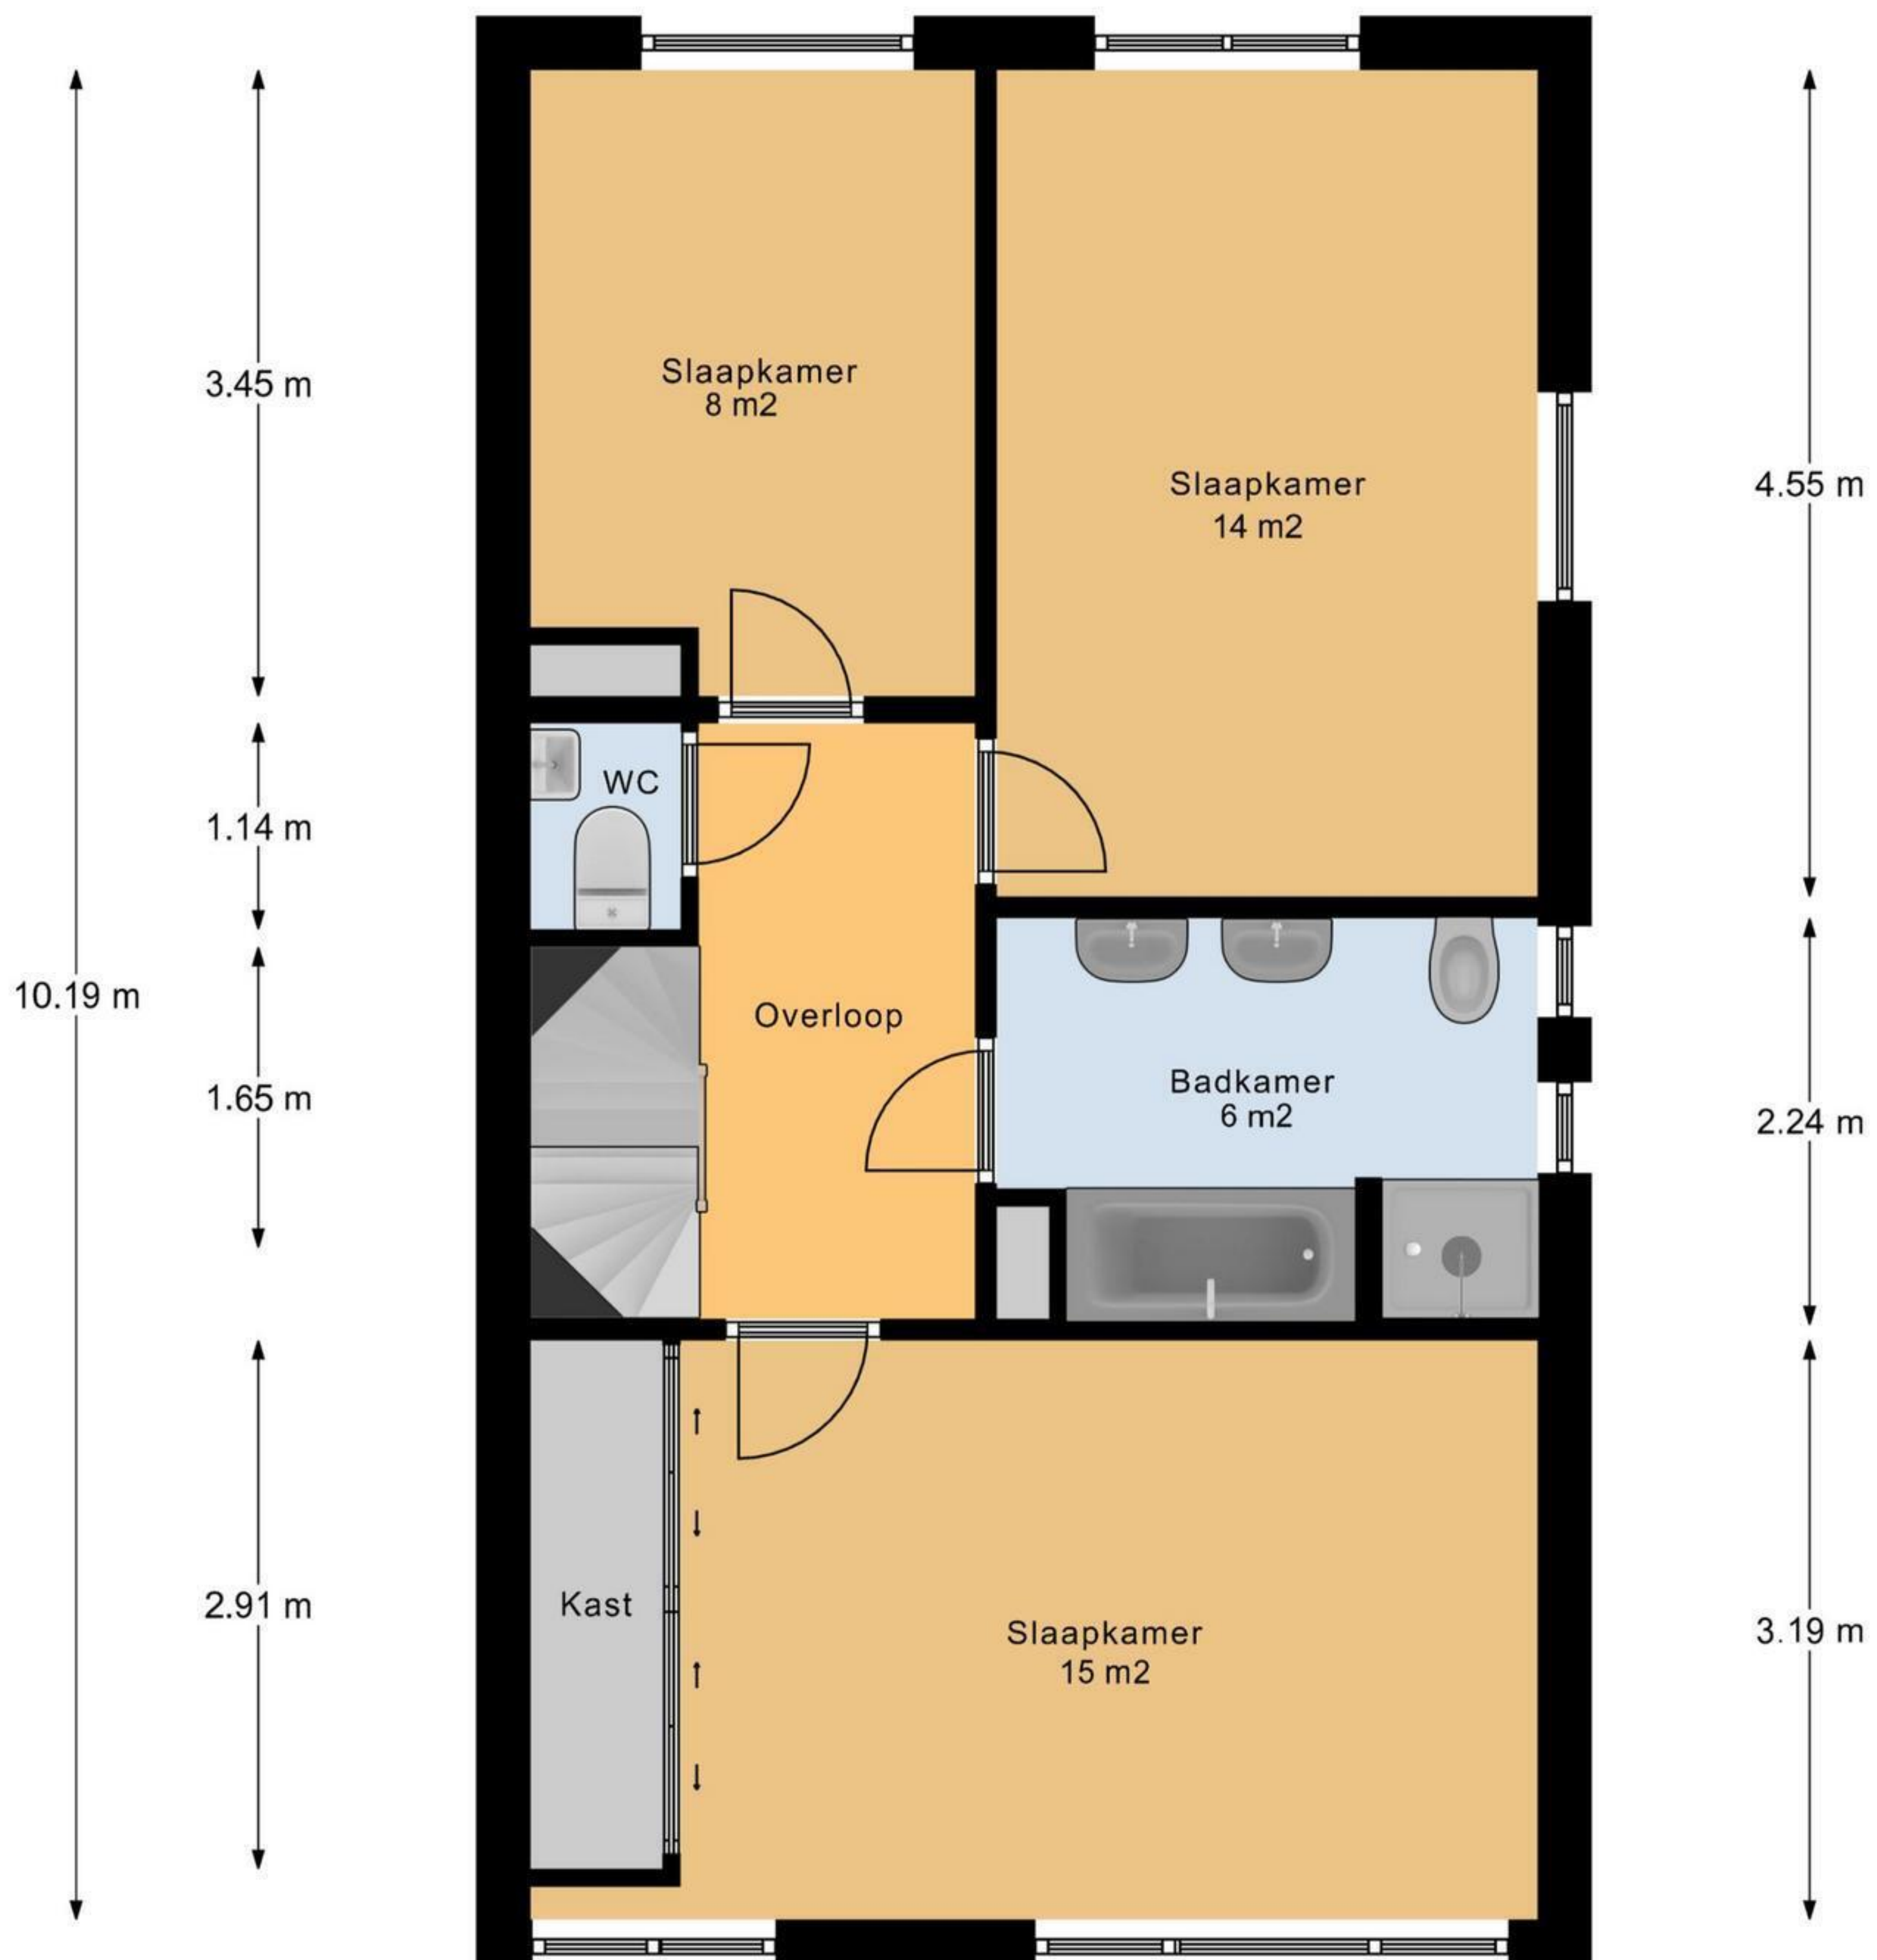 3.45 m
Slaapkamer
8 m2
Slaapkamer
14 m2
4.55 m
WC
1.14 m
10.19 m
Overloop
1.65 m
Badkamer
6 m2
2.24 m
2.91 m
Kast
Slaapkamer
15 m2
3.19 m